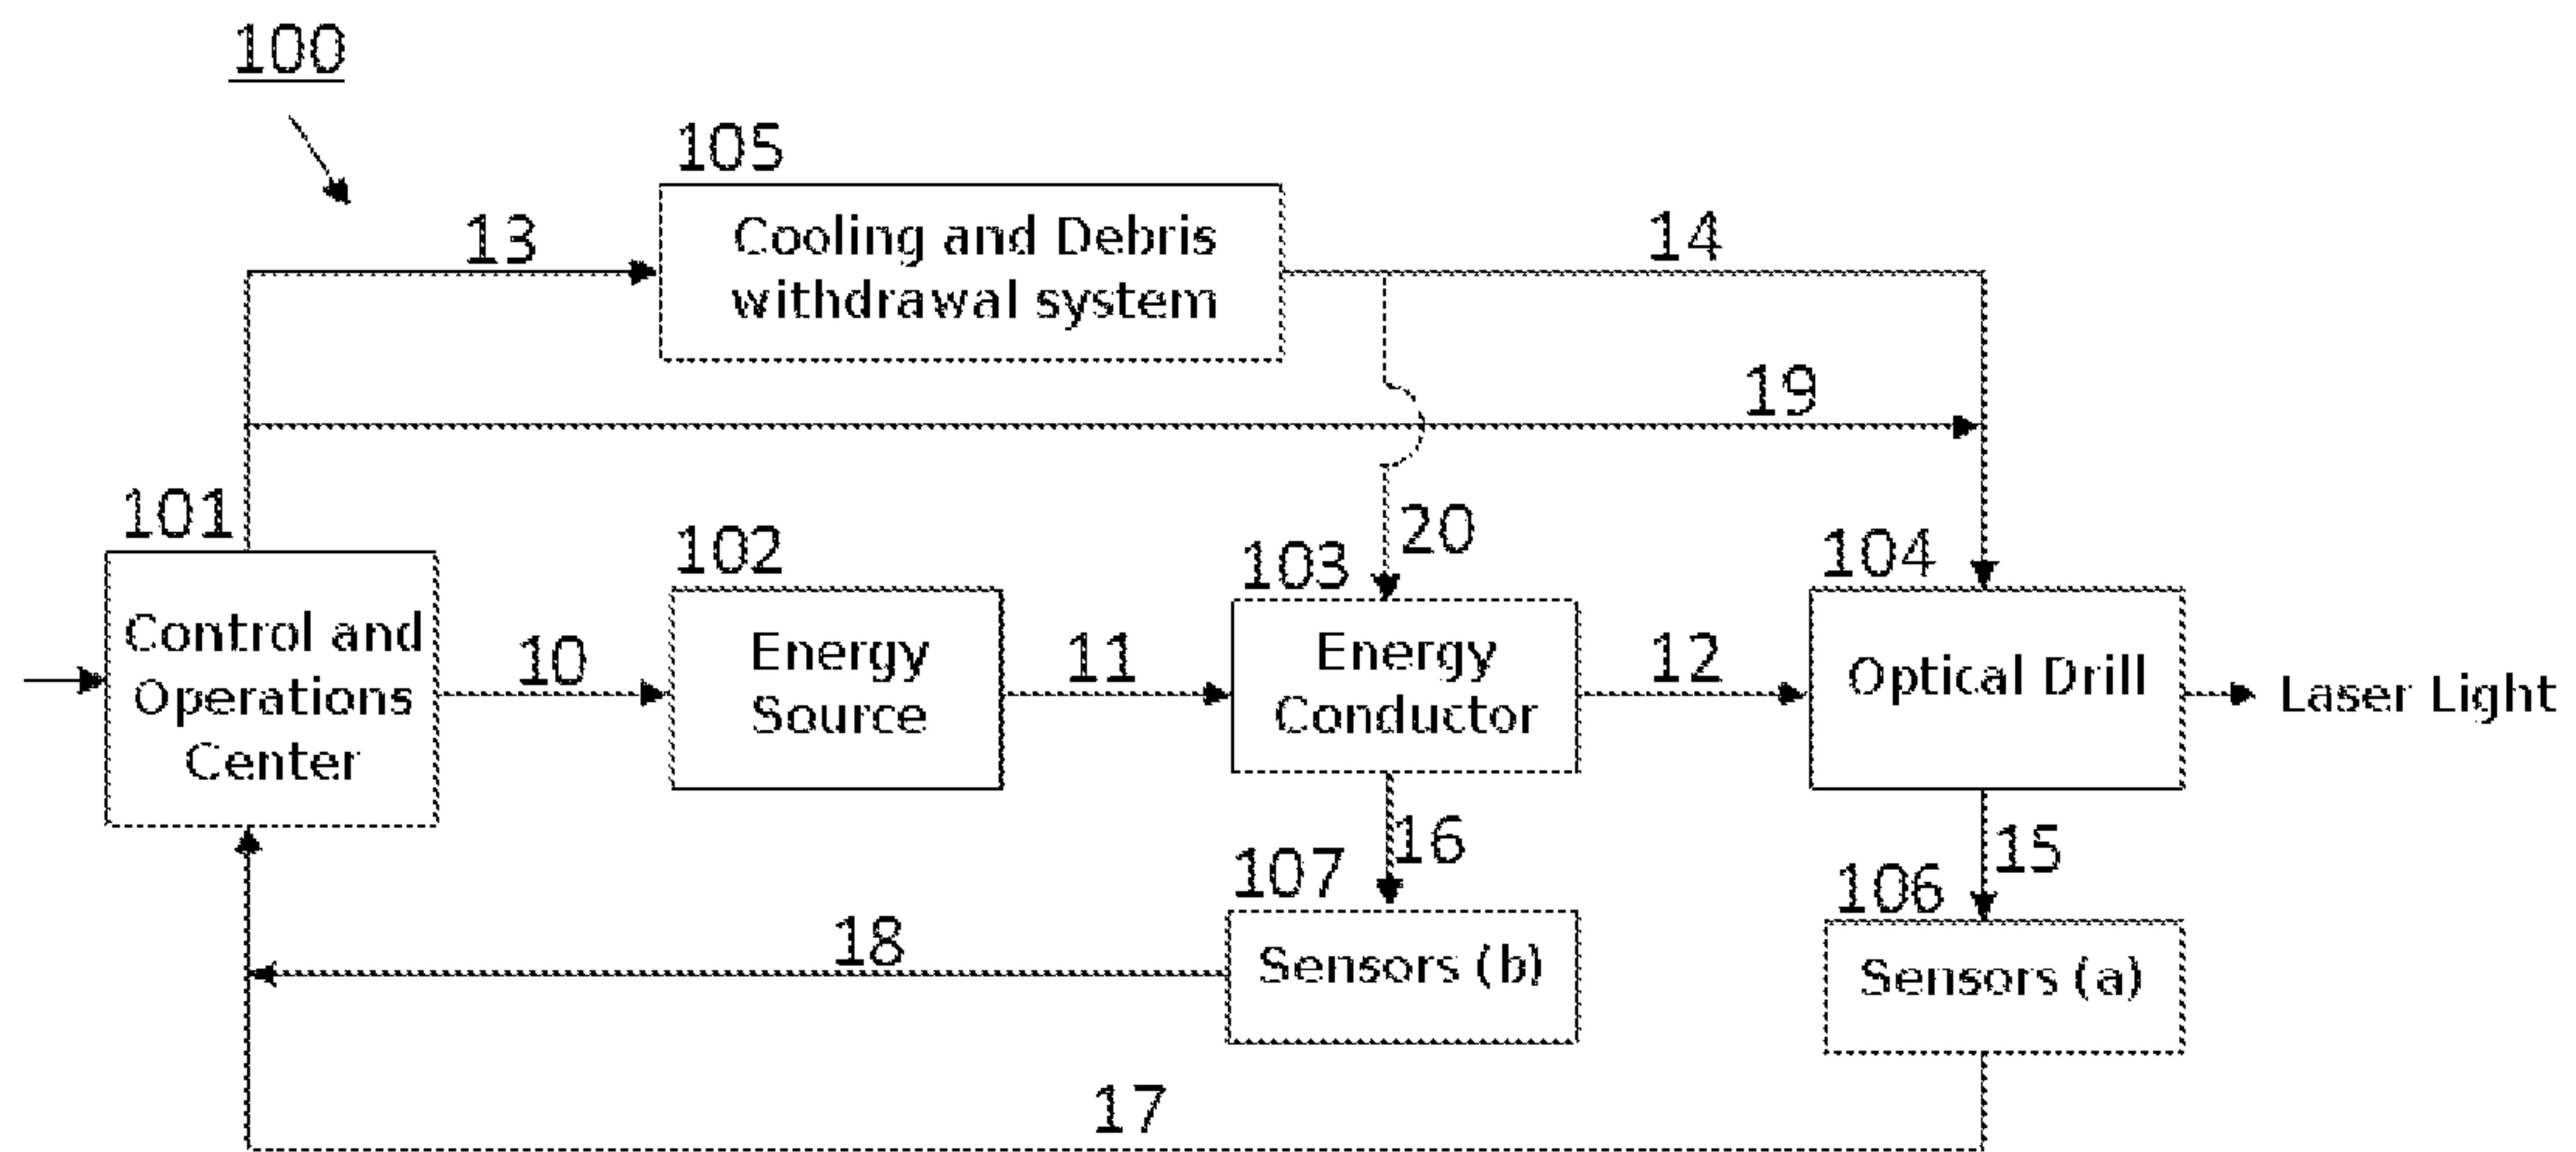 100
105
Cooling and Debris
withdrawal system
13
14
19
101
Control and
Operations
Center
10
102
Energy
Source
11
20
103
Energy
Conductor
12
104
Optical Drill
Laser Light
16
15
107
Sensors (b)
106
Sensors (a)
18
17